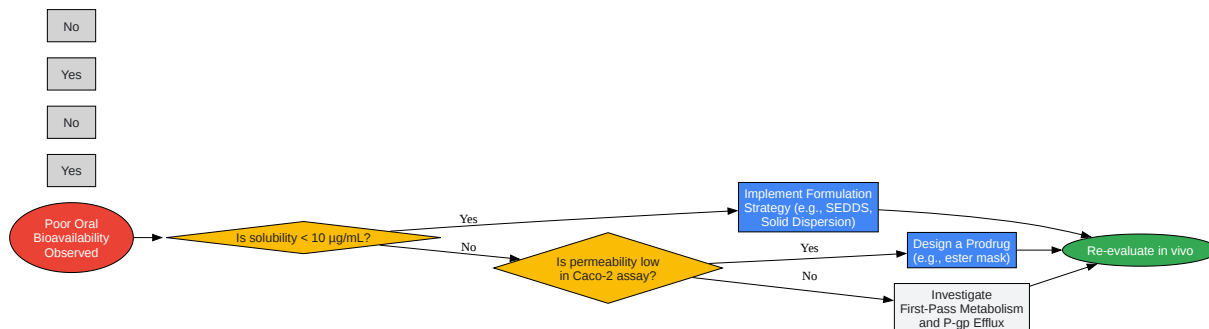 No
Yes
No
Yes
Poor Oral
Bioavailability
Observed
Is solubility < 10 µg/mL?
Yes
No
Implement Formulation
Strategy (e.g., SEDDS,
Solid Dispersion)
Is permeability low
in Caco-2 assay?
Yes
No
Design a Prodrug
(e.g., ester mask)
Investigate
First-Pass Metabolism
and P-gp Efflux
Re-evaluate in vivo